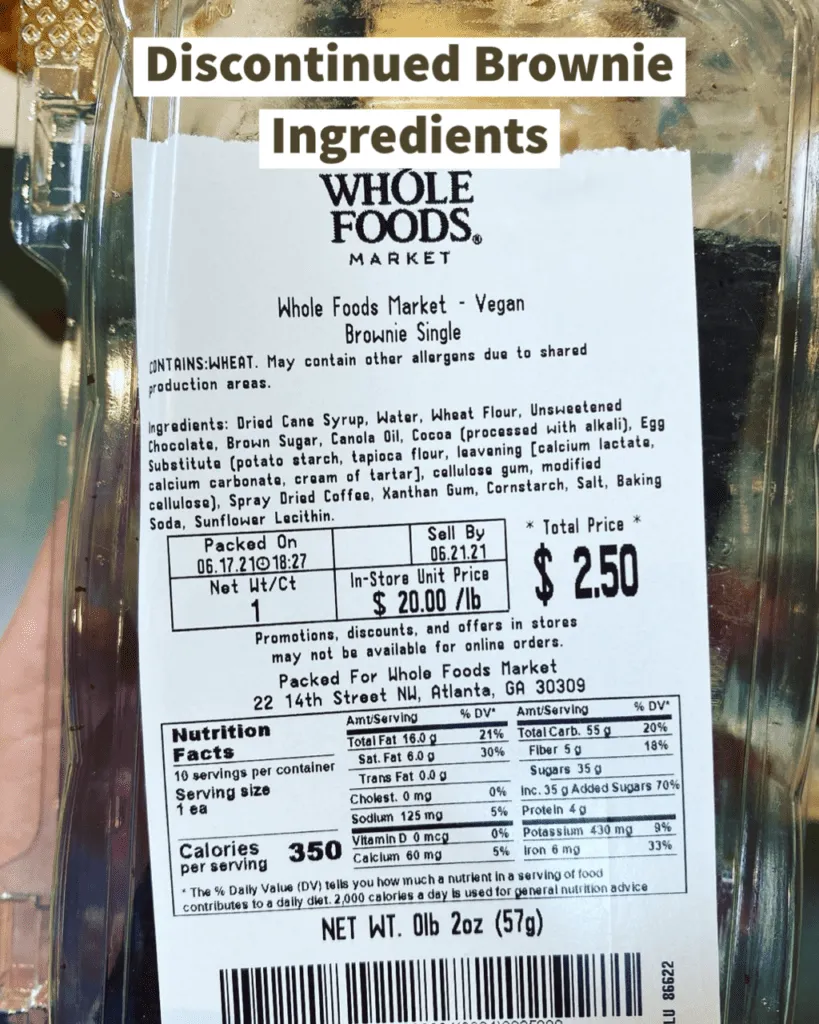 Discontinued Brownie
Ingredients
WHOLE
FOODS®
MARKET
Whole Foods Market - Vegan
Brownie Single
CONTAINS:WHEAT. May contain other allergens due to shared
production areas.
Ingredients: Dried Cane Syrup, Water, Wheat Flour, Unsweetened
Chocolate, Brown Sugar, Canola Oil, Cocoa (processed with alkali), Egg
Substitute (potato starch, tapioca flour, leavening [calcium lactate,
calcium carbonate, cream of tartar], cellulose gum, modified
cellulose), Spray Dried Coffee, Xanthan Gum, Cornstarch, Salt, Baking
Soda, Sunflower Lecithin.
Packed On Sell By * Total Price *
06.17.21 18:27 06.21.21 $ 2.50
Net Wt/Ct In-Store Unit Price
1 $ 20.00 /lb
Promotions, discounts, and offers in stores
may not be available for online orders.
Packed For Whole Foods Market
22 14th Street NW, Atlanta, GA 30309
Nutrition
Facts
10 servings per container
Serving size
1 ea
Calories
per serving 350
Amt/Serving % DV*
Total Fat 16.0 g 21%
Sat. Fat 6.0 g 30%
Trans Fat 0.0 g
Cholest. 0 mg 0%
Sodium 125 mg 5%
Vitamin D 0 mcg 0%
Calcium 60 mg 5%
Amt/Serving % DV*
Total Carb. 55 g 20%
Fiber 5 g 18%
Sugars 35 g
Inc. 35 g Added Sugars 70%
Protein 4 g
Potassium 430 mg 9%
Iron 6 mg 33%
* The % Daily Value (DV) tells you how much a nutrient in a serving of food
contributes to a daily diet. 2,000 calories a day is used for general nutrition advice
NET WT. 0lb 2oz (57g)
LU 86622